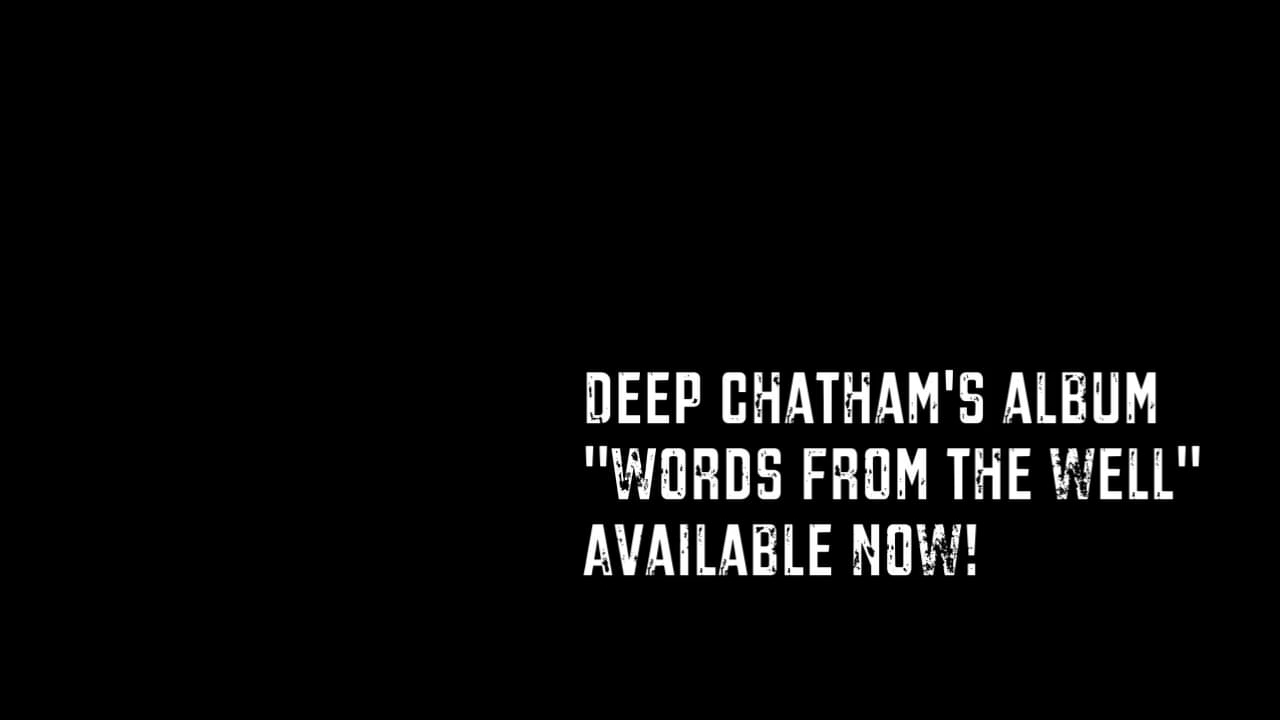 DEEP CHATHAM'S ALBUM
"WORDS FROM THE WELL"
AVAILABLE NOW!